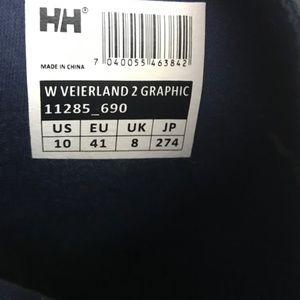 HH®
MADE IN CHINA
7 040055 463842
W VEIERLAND 2 GRAPHIC
11285_690
US EU UK JP
10 41 8 274